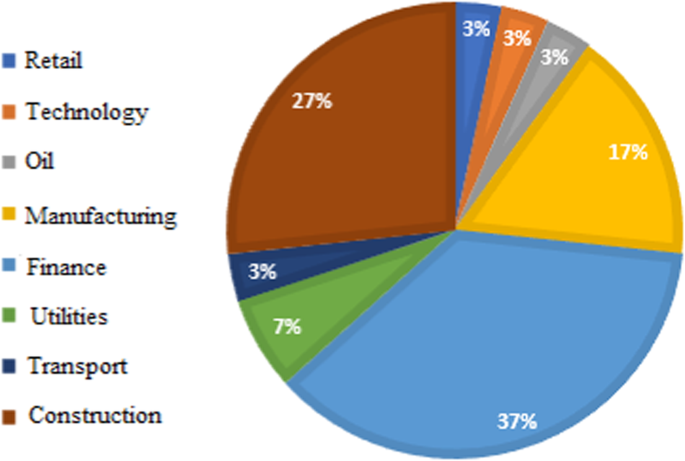 Retail
Technology
Oil
Manufacturing
Finance
Utilities
Transport
Construction
3%
3%
3%
17%
37%
7%
3%
27%